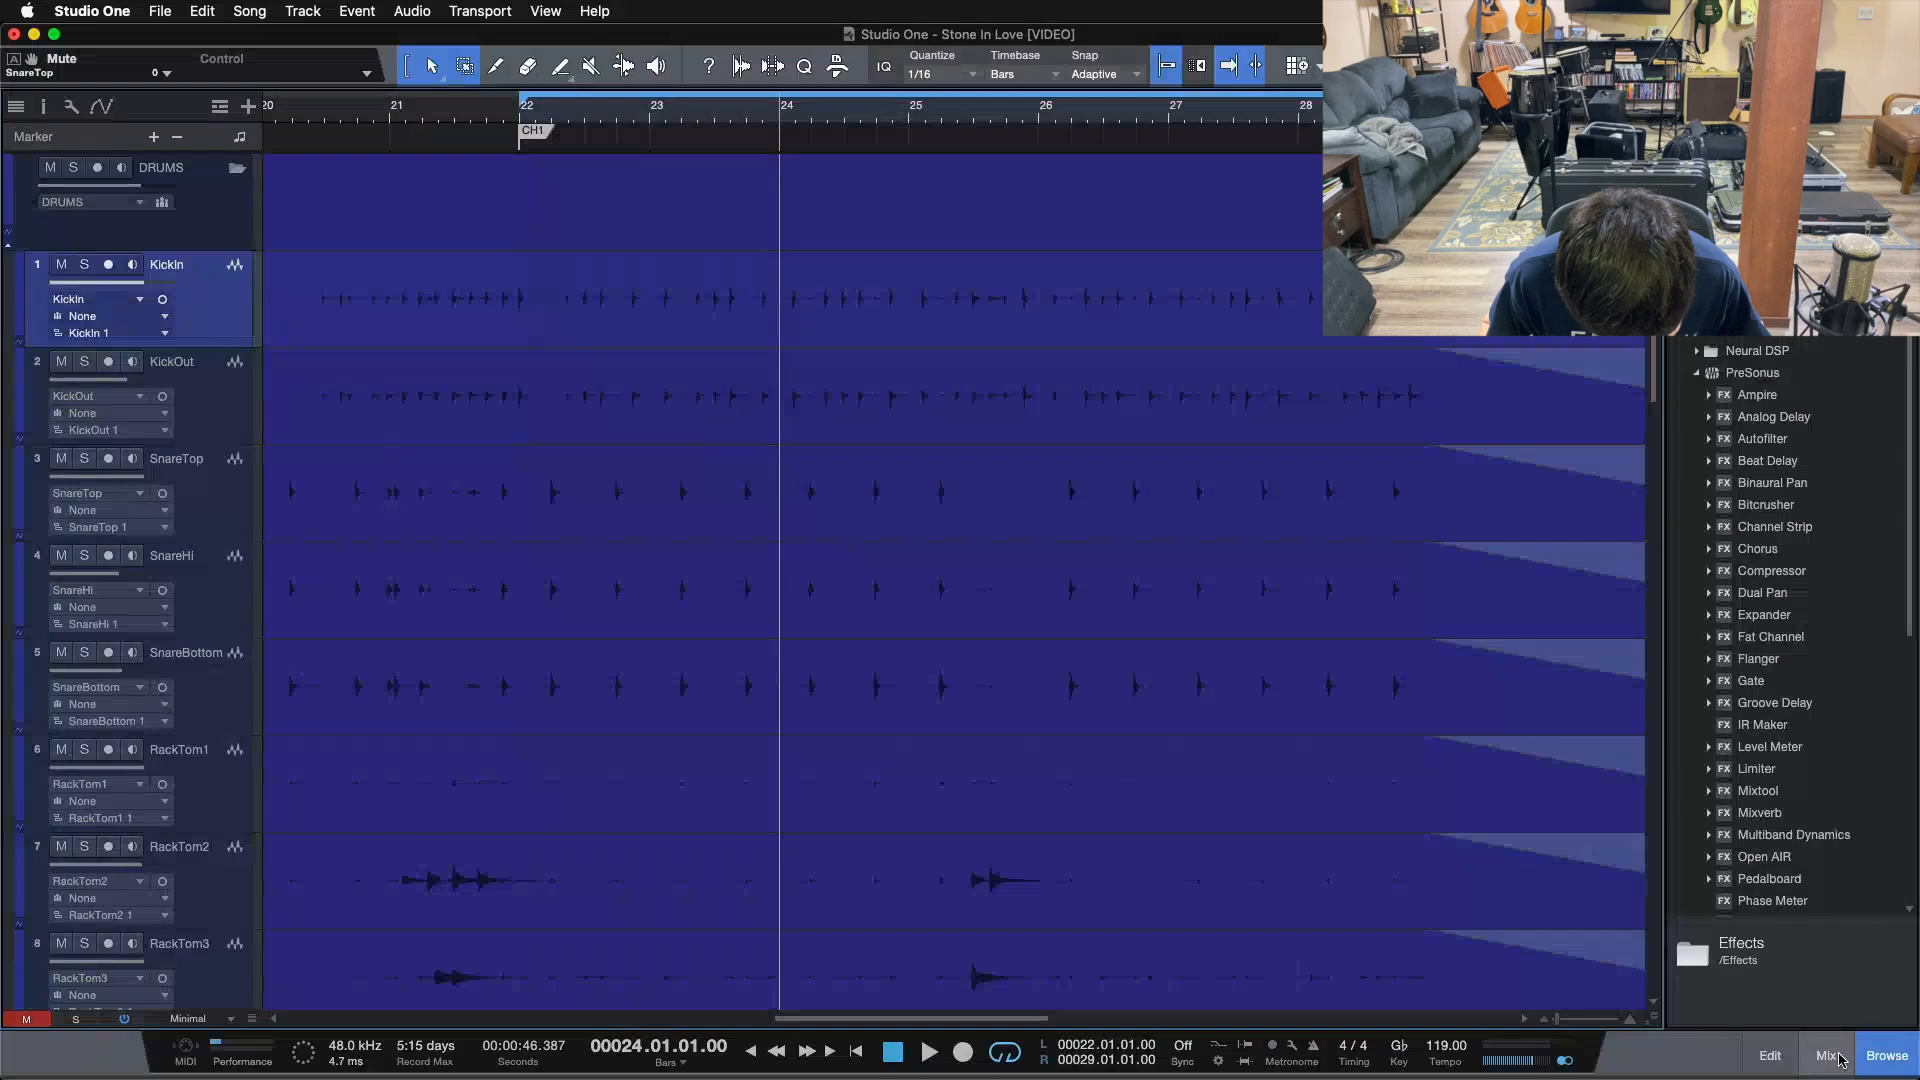 Studio One File Edit Song Track Event Audio Transport View Help
Studio One - Stone In Love [VIDEO]
A Mute Control
SnareTop 0
Quantize Timebase Snap
IQ 1/16 Bars Adaptive
20 21 22 23 24 25 26 27 28
CH1
Marker
M S DRUMS
DRUMS
1 M S KickIn
KickIn
None
KickIn 1
2 M S KickOut
KickOut
None
KickOut 1
3 M S SnareTop
SnareTop
None
SnareTop 1
4 M S SnareHi
SnareHi
None
SnareHi 1
5 M S SnareBottom
SnareBottom
None
SnareBottom 1
6 M S RackTom1
RackTom1
None
RackTom1 1
7 M S RackTom2
RackTom2
None
RackTom2 1
8 M S RackTom3
RackTom3
None
M S Minimal
Neural DSP
PreSonus
FX Ampire
FX Analog Delay
FX Autofilter
FX Beat Delay
FX Binaural Pan
FX Bitcrusher
FX Channel Strip
FX Chorus
FX Compressor
FX Dual Pan
FX Expander
FX Fat Channel
FX Flanger
FX Gate
FX Groove Delay
FX IR Maker
FX Level Meter
FX Limiter
FX Mixtool
FX Mixverb
FX Multiband Dynamics
FX Open AIR
FX Pedalboard
FX Phase Meter
Effects
/Effects
48.0 kHz 5:15 days 00:00:46.387 00024.01.01.00 L 00022.01.01.00 Off 4 / 4 G♭ 119.00
MIDI Performance 4.7 ms Record Max Seconds Bars R 00029.01.01.00 Sync Metronome Timing Key Tempo
Edit Mix Browse